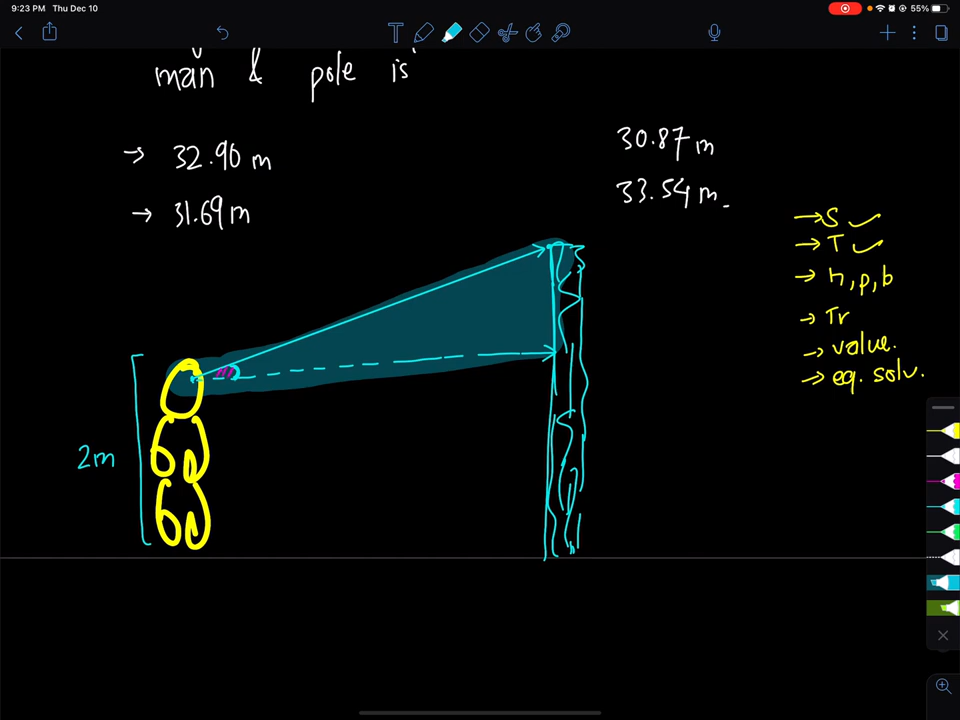 9:23 PM Thu Dec 10
55%
man & pole is
→ 32.90 m
→ 31.69 m
30.87 m
33.54 m.
→ S ✓
→ T ✓
→ h, p, b
→ Tr
→ value.
→ eq. solv.
2m